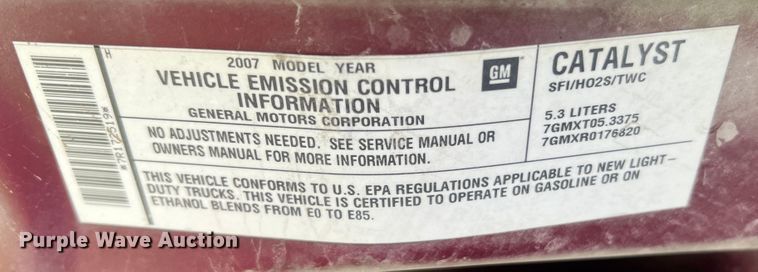 2007 MODEL YEAR
VEHICLE EMISSION CONTROL
INFORMATION
GENERAL MOTORS CORPORATION
GM
NO ADJUSTMENTS NEEDED. SEE SERVICE MANUAL OR
OWNERS MANUAL FOR MORE INFORMATION.
CATALYST
SFI/HO2S/TWC
5.3 LITERS
7GMXT05.3375
7GMXR0176820
THIS VEHICLE CONFORMS TO U.S. EPA REGULATIONS APPLICABLE TO NEW LIGHT-
DUTY TRUCKS. THIS VEHICLE IS CERTIFIED TO OPERATE ON GASOLINE OR ON
ETHANOL BLENDS FROM E0 TO E85.
H
Purple Wave Auction